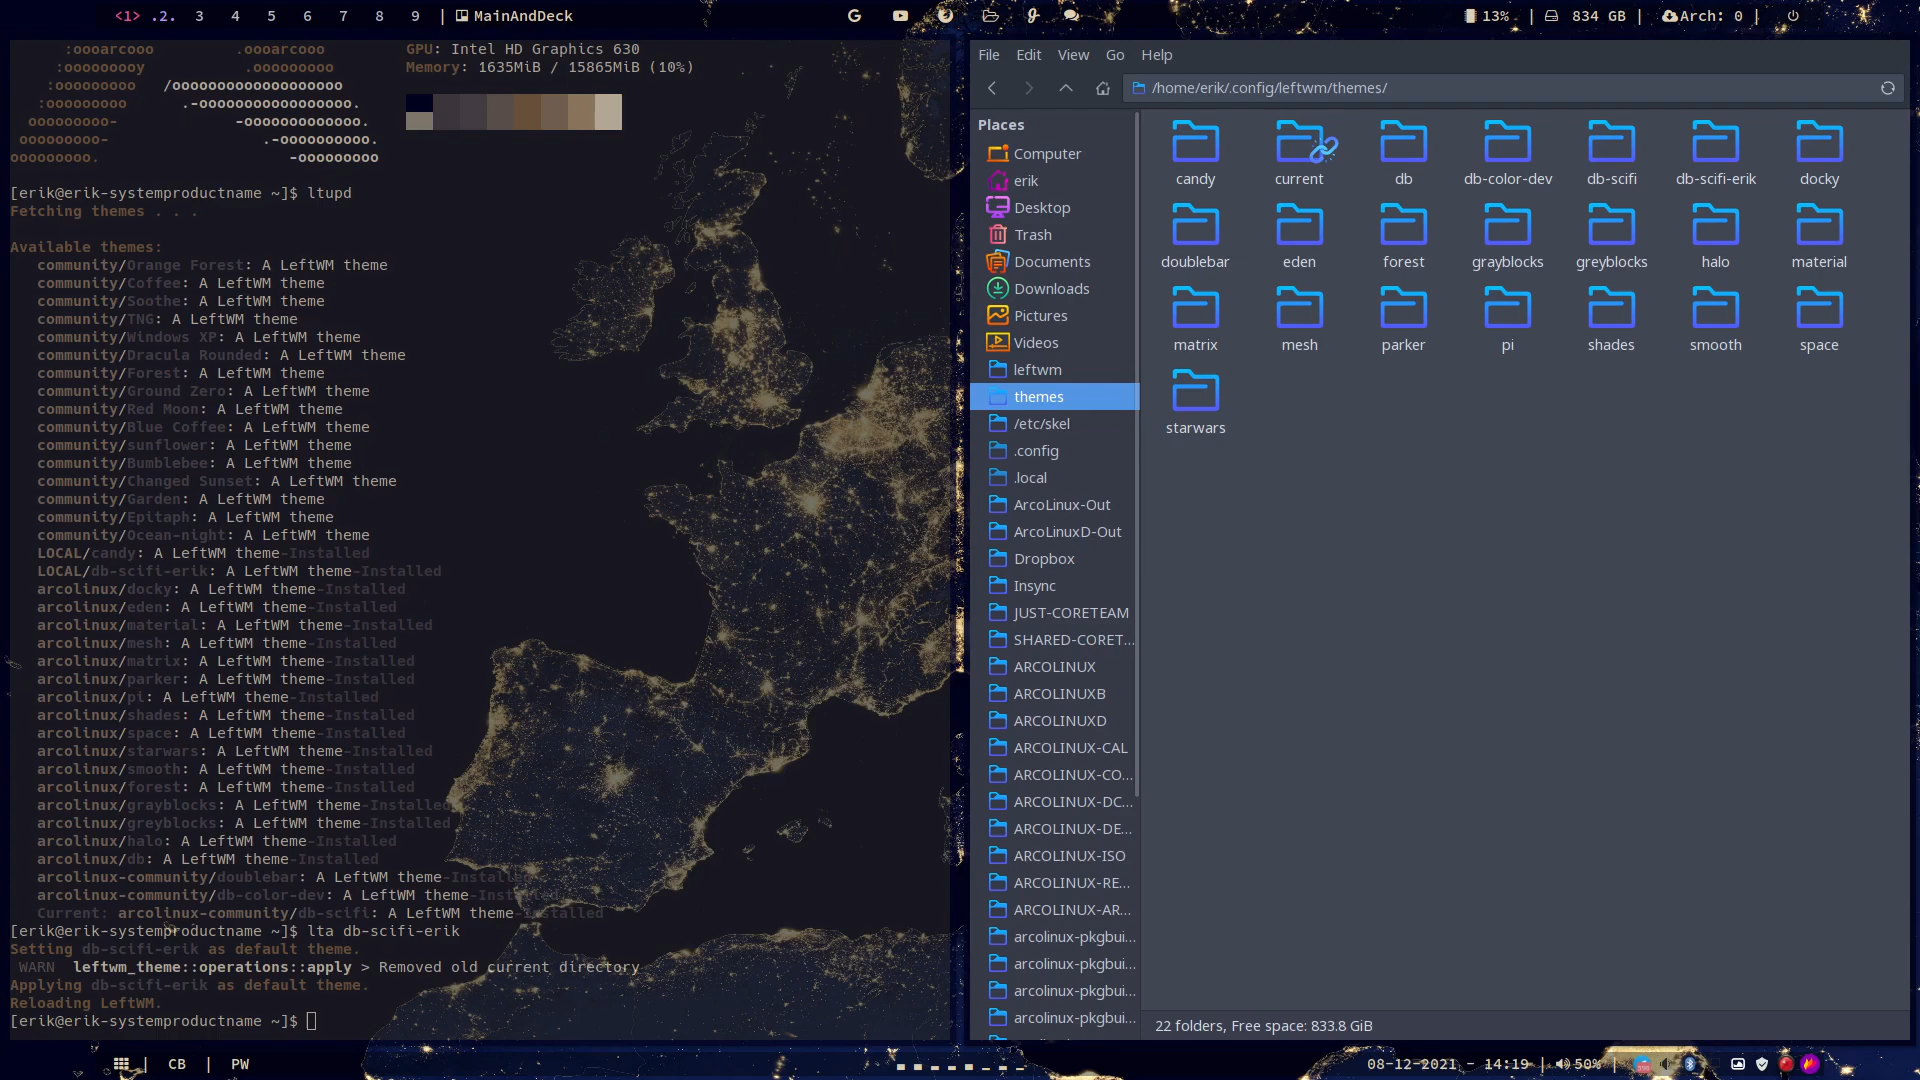 <1> .2. 3 4 5 6 7 8 9 | MainAndDeck
G
13% | 834 GB | Arch: 0 |
:oooarcooo .oooarcooo
:ooooooooy .ooooooooo
:ooooooooo /ooooooooooooooooooo
:ooooooooo .-ooooooooooooooooo.
ooooooooo- -ooooooooooooo.
ooooooooo- .-oooooooooo.
ooooooooo. -ooooooooo
GPU: Intel HD Graphics 630
Memory: 1635MiB / 15865MiB (10%)
[erik@erik-systemproductname ~]$ ltupd
Fetching themes . . .
Available themes:
community/Orange Forest: A LeftWM theme
community/Coffee: A LeftWM theme
community/Soothe: A LeftWM theme
community/TNG: A LeftWM theme
community/Windows XP: A LeftWM theme
community/Dracula Rounded: A LeftWM theme
community/Forest: A LeftWM theme
community/Ground Zero: A LeftWM theme
community/Red Moon: A LeftWM theme
community/Blue Coffee: A LeftWM theme
community/sunflower: A LeftWM theme
community/Bumblebee: A LeftWM theme
community/Changed Sunset: A LeftWM theme
community/Garden: A LeftWM theme
community/Epitaph: A LeftWM theme
community/Ocean-night: A LeftWM theme
LOCAL/candy: A LeftWM theme-Installed
LOCAL/db-scifi-erik: A LeftWM theme-Installed
arcolinux/docky: A LeftWM theme-Installed
arcolinux/eden: A LeftWM theme-Installed
arcolinux/material: A LeftWM theme-Installed
arcolinux/mesh: A LeftWM theme-Installed
arcolinux/matrix: A LeftWM theme-Installed
arcolinux/parker: A LeftWM theme-Installed
arcolinux/pi: A LeftWM theme-Installed
arcolinux/shades: A LeftWM theme-Installed
arcolinux/space: A LeftWM theme-Installed
arcolinux/starwars: A LeftWM theme-Installed
arcolinux/smooth: A LeftWM theme-Installed
arcolinux/forest: A LeftWM theme-Installed
arcolinux/grayblocks: A LeftWM theme-Installed
arcolinux/greyblocks: A LeftWM theme-Installed
arcolinux/halo: A LeftWM theme-Installed
arcolinux/db: A LeftWM theme-Installed
arcolinux-community/doublebar: A LeftWM theme-Installed
arcolinux-community/db-color-dev: A LeftWM theme-Installed
Current: arcolinux-community/db-scifi: A LeftWM theme-Installed
[erik@erik-systemproductname ~]$ lta db-scifi-erik
Setting db-scifi-erik as default theme.
WARN leftwm_theme::operations::apply > Removed old current directory
Applying db-scifi-erik as default theme.
Reloading LeftWM.
[erik@erik-systemproductname ~]$
File Edit View Go Help
/home/erik/.config/leftwm/themes/
Places
Computer
erik
Desktop
Trash
Documents
Downloads
Pictures
Videos
leftwm
themes
/etc/skel
.config
.local
ArcoLinux-Out
ArcoLinuxD-Out
Dropbox
Insync
JUST-CORETEAM
SHARED-CORET...
ARCOLINUX
ARCOLINUXB
ARCOLINUXD
ARCOLINUX-CAL
ARCOLINUX-CO...
ARCOLINUX-DC...
ARCOLINUX-DE...
ARCOLINUX-ISO
ARCOLINUX-RE...
ARCOLINUX-AR...
arcolinux-pkgbui...
arcolinux-pkgbui...
arcolinux-pkgbui...
arcolinux-pkgbui...
candy current db db-color-dev db-scifi db-scifi-erik docky
doublebar eden forest grayblocks greyblocks halo material
matrix mesh parker pi shades smooth space
starwars
22 folders, Free space: 833.8 GiB
| CB | PW
08-12-2021 - 14:19 | 50% |